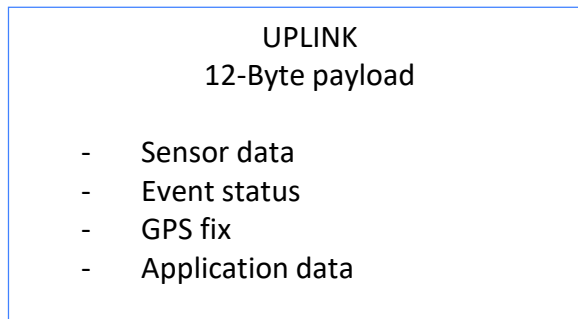 UPLINK
12-Byte payload
- Sensor data
- Event status
- GPS fix
- Application data